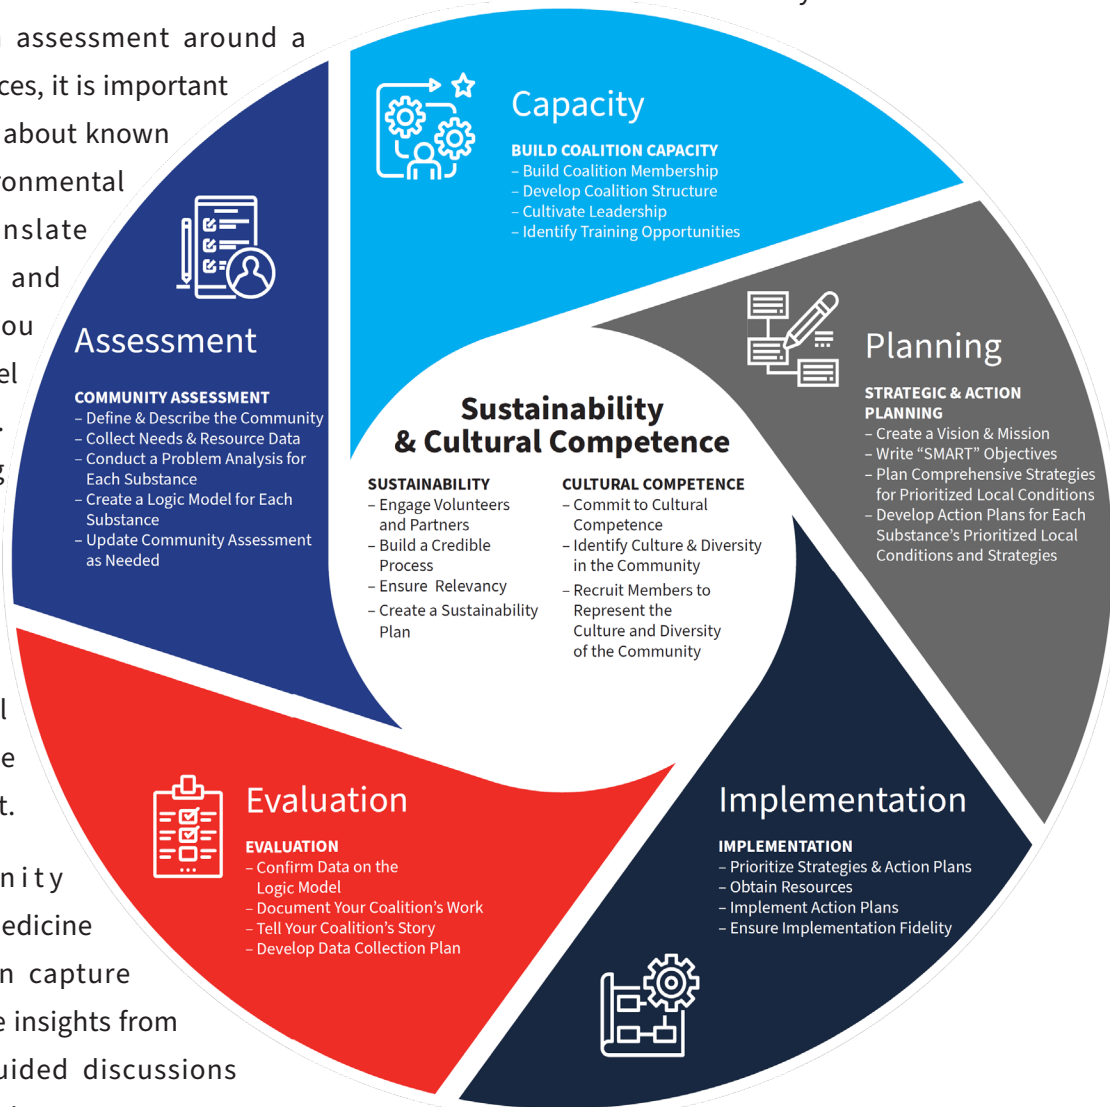 assessment around a
ces, it is important
about known
ronmental
nslate
and
ou
el
.
g
l
e
t.
nity
edicine
n capture
e insights from
uided discussions
Capacity
BUILD COALITION CAPACITY
– Build Coalition Membership
– Develop Coalition Structure
– Cultivate Leadership
– Identify Training Opportunities
Planning
STRATEGIC & ACTION
PLANNING
– Create a Vision & Mission
– Write “SMART” Objectives
– Plan Comprehensive Strategies
for Prioritized Local Conditions
– Develop Action Plans for Each
Substance’s Prioritized Local
Conditions and Strategies
Implementation
IMPLEMENTATION
– Prioritize Strategies & Action Plans
– Obtain Resources
– Implement Action Plans
– Ensure Implementation Fidelity
Evaluation
EVALUATION
– Confirm Data on the
Logic Model
– Document Your Coalition’s Work
– Tell Your Coalition’s Story
– Develop Data Collection Plan
Assessment
COMMUNITY ASSESSMENT
– Define & Describe the Community
– Collect Needs & Resource Data
– Conduct a Problem Analysis for
Each Substance
– Create a Logic Model for Each
Substance
– Update Community Assessment
as Needed
Sustainability
& Cultural Competence
SUSTAINABILITY
– Engage Volunteers
and Partners
– Build a Credible
Process
– Ensure Relevancy
– Create a Sustainability
Plan
CULTURAL COMPETENCE
– Commit to Cultural
Competence
– Identify Culture & Diversity
in the Community
– Recruit Members to
Represent the
Culture and Diversity
of the Community